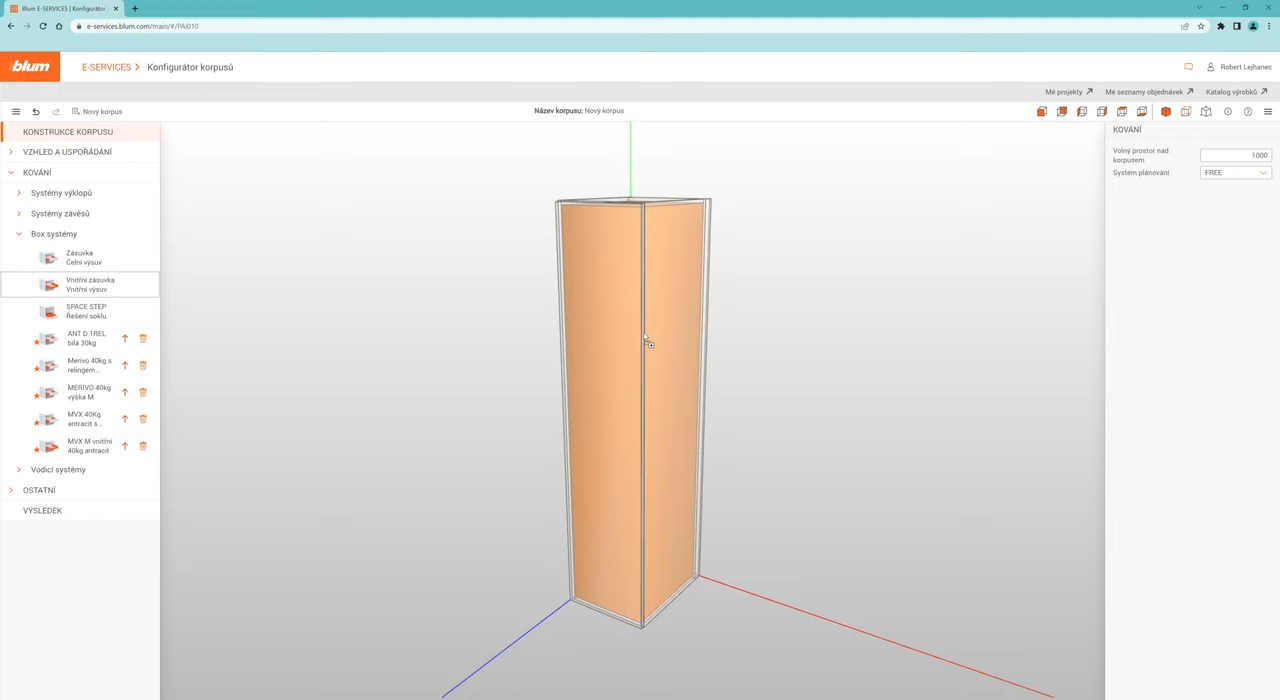 Blum E-SERVICES | Konfigurátor
e-services.blum.com/main/#/PAI010
blum
E-SERVICES > Konfigurátor korpusů
Robert Lejhanec
Mé projekty
Mé seznamy objednávek
Katalog výrobků
Nový korpus
Název korpusu: Nový korpus
KONSTRUKCE KORPUSU
VZHLED A USPOŘÁDÁNÍ
KOVÁNÍ
Systémy výklopů
Systémy závěsů
Box systémy
Zásuvka
Čelní výsuv
Vnitřní zásuvka
Vnitřní výsuv
SPACE STEP
Řešení soklu
ANT D 1REL
bílá 30kg
Merivo 40kg s
relingem...
MERIVO 40kg
výška M
MVX 40Kg
antracit s...
MVX M vnitřní
40kg antracit
Vodicí systémy
OSTATNÍ
VÝSLEDEK
KOVÁNÍ
Volný prostor nad
korpusem
1000
Systém plánování
FREE